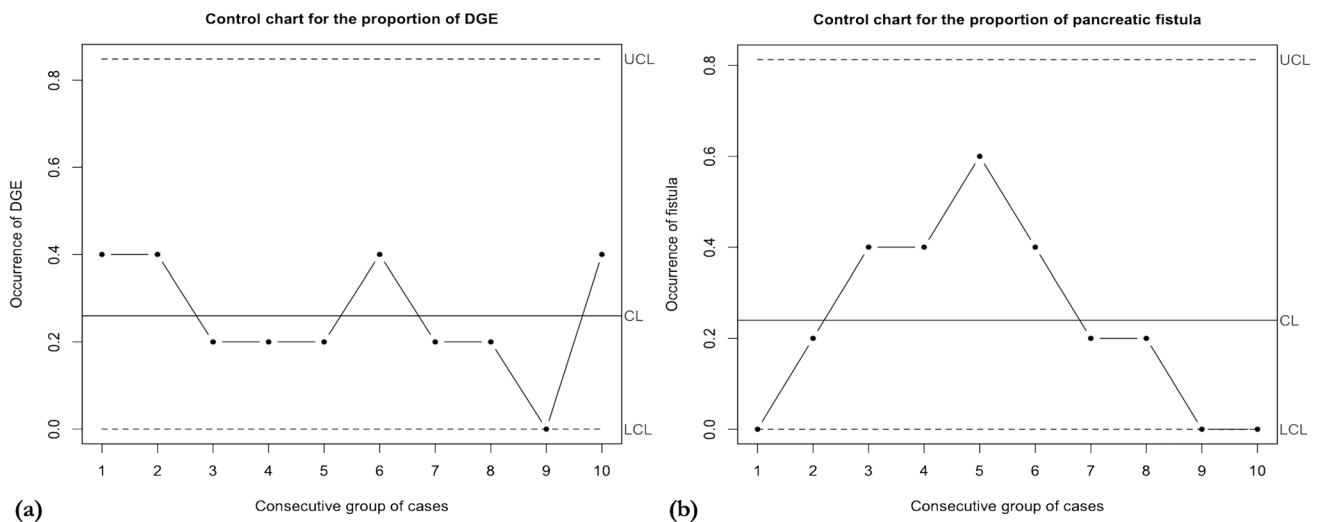 Control chart for the proportion of DGE
Occurrence of DGE
0.8
0.6
0.4
0.2
0.0
UCL
CL
LCL
1 2 3 4 5 6 7 8 9 10
Consecutive group of cases
(a)
Control chart for the proportion of pancreatic fistula
Occurrence of fistula
0.8
0.6
0.4
0.2
0.0
UCL
CL
LCL
1 2 3 4 5 6 7 8 9 10
Consecutive group of cases
(b)